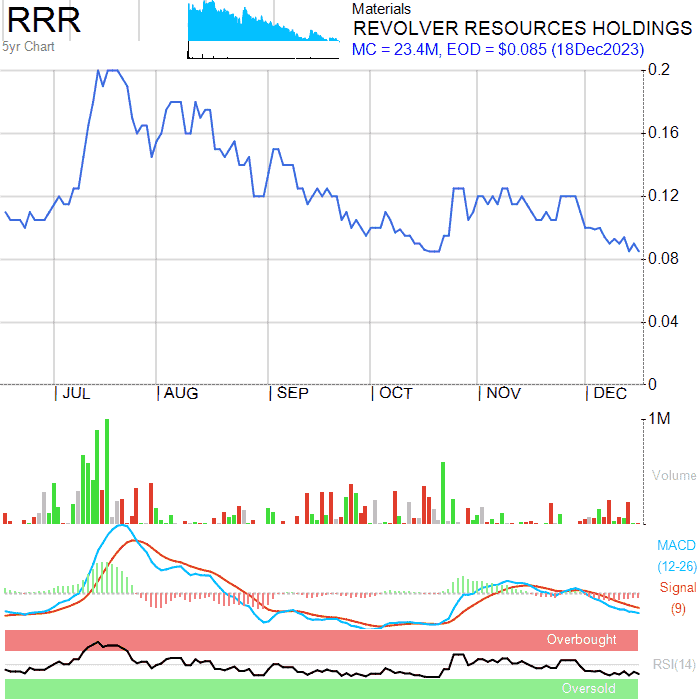 RRR
5yr Chart
Materials
REVOLVER RESOURCES HOLDINGS
MC = 23.4M, EOD = $0.085 (18Dec2023)
0.2
0.16
0.12
0.08
0.04
0
| JUL | AUG | SEP | OCT | NOV | DEC
1M
Volume
MACD
(12-26)
Signal
(9)
Overbought
RSI(14)
Oversold